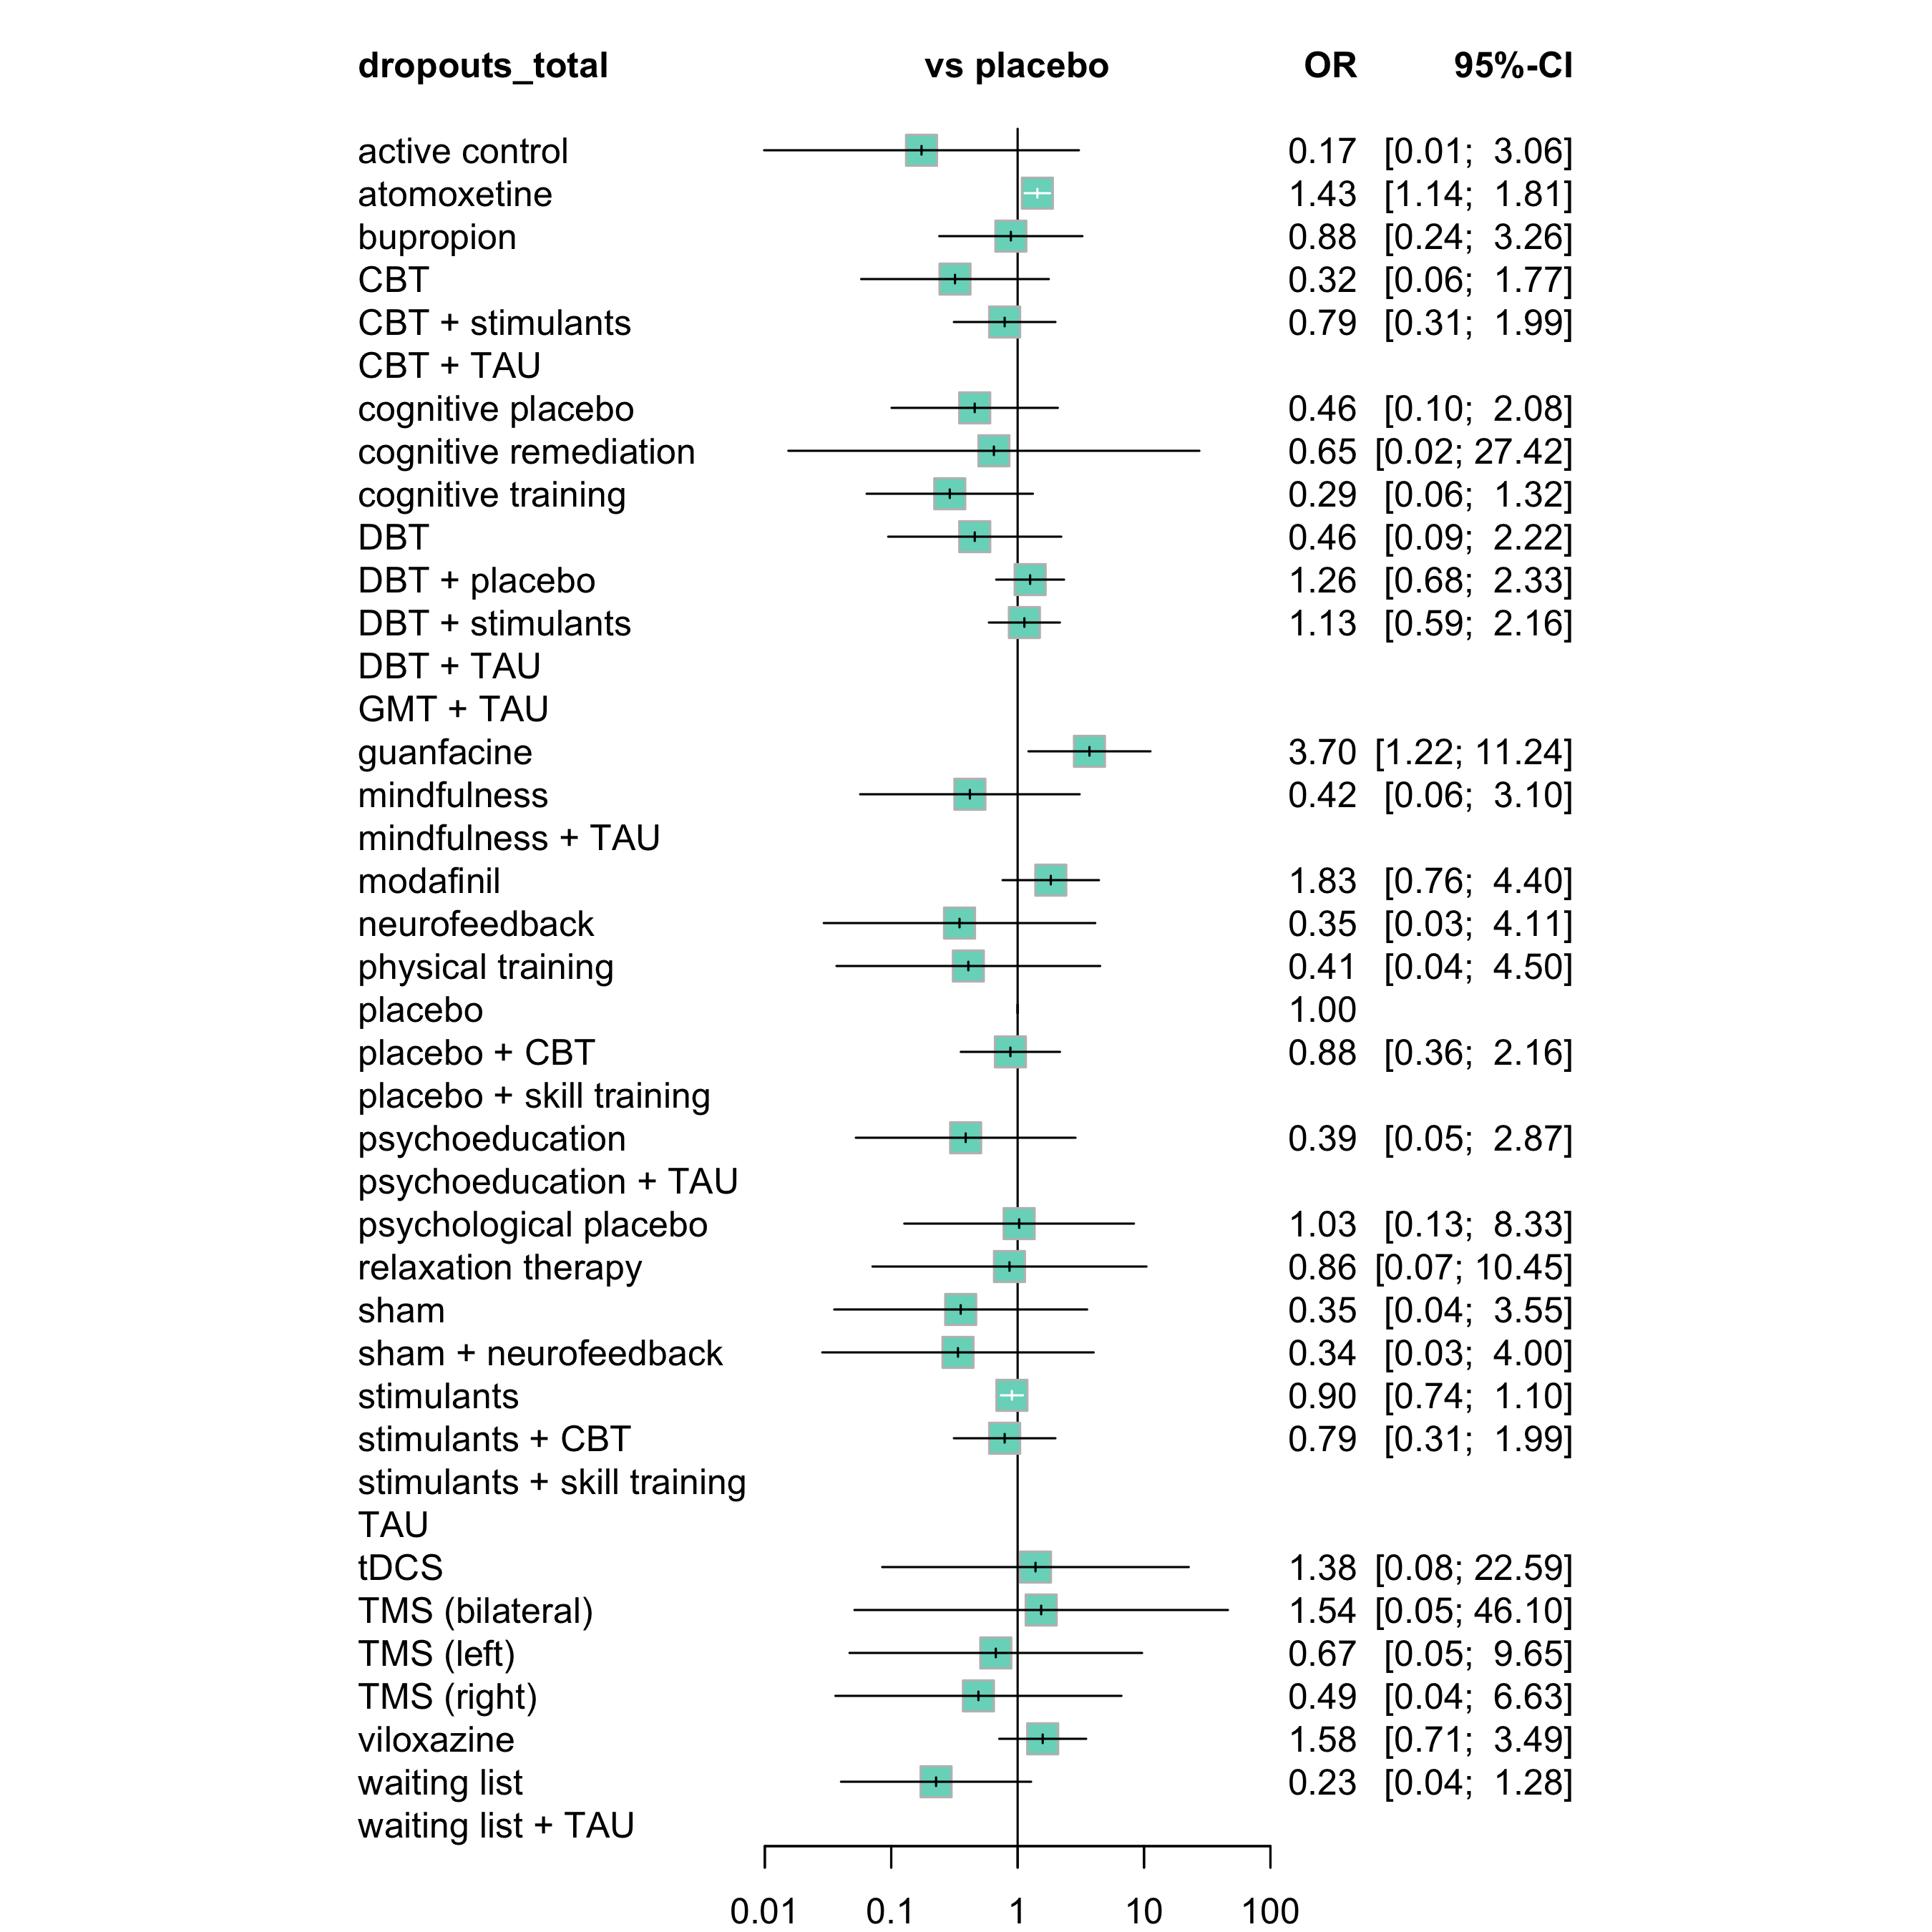 dropouts_total vs placebo OR 95%-CI
active control 0.17 [0.01; 3.06]
atomoxetine 1.43 [1.14; 1.81]
bupropion 0.88 [0.24; 3.26]
CBT 0.32 [0.06; 1.77]
CBT + stimulants 0.79 [0.31; 1.99]
CBT + TAU
cognitive placebo 0.46 [0.10; 2.08]
cognitive remediation 0.65 [0.02; 27.42]
cognitive training 0.29 [0.06; 1.32]
DBT 0.46 [0.09; 2.22]
DBT + placebo 1.26 [0.68; 2.33]
DBT + stimulants 1.13 [0.59; 2.16]
DBT + TAU
GMT + TAU
guanfacine 3.70 [1.22; 11.24]
mindfulness 0.42 [0.06; 3.10]
mindfulness + TAU
modafinil 1.83 [0.76; 4.40]
neurofeedback 0.35 [0.03; 4.11]
physical training 0.41 [0.04; 4.50]
placebo 1.00
placebo + CBT 0.88 [0.36; 2.16]
placebo + skill training
psychoeducation 0.39 [0.05; 2.87]
psychoeducation + TAU
psychological placebo 1.03 [0.13; 8.33]
relaxation therapy 0.86 [0.07; 10.45]
sham 0.35 [0.04; 3.55]
sham + neurofeedback 0.34 [0.03; 4.00]
stimulants 0.90 [0.74; 1.10]
stimulants + CBT 0.79 [0.31; 1.99]
stimulants + skill training
TAU
tDCS 1.38 [0.08; 22.59]
TMS (bilateral) 1.54 [0.05; 46.10]
TMS (left) 0.67 [0.05; 9.65]
TMS (right) 0.49 [0.04; 6.63]
viloxazine 1.58 [0.71; 3.49]
waiting list 0.23 [0.04; 1.28]
waiting list + TAU
0.01 0.1 1 10 100